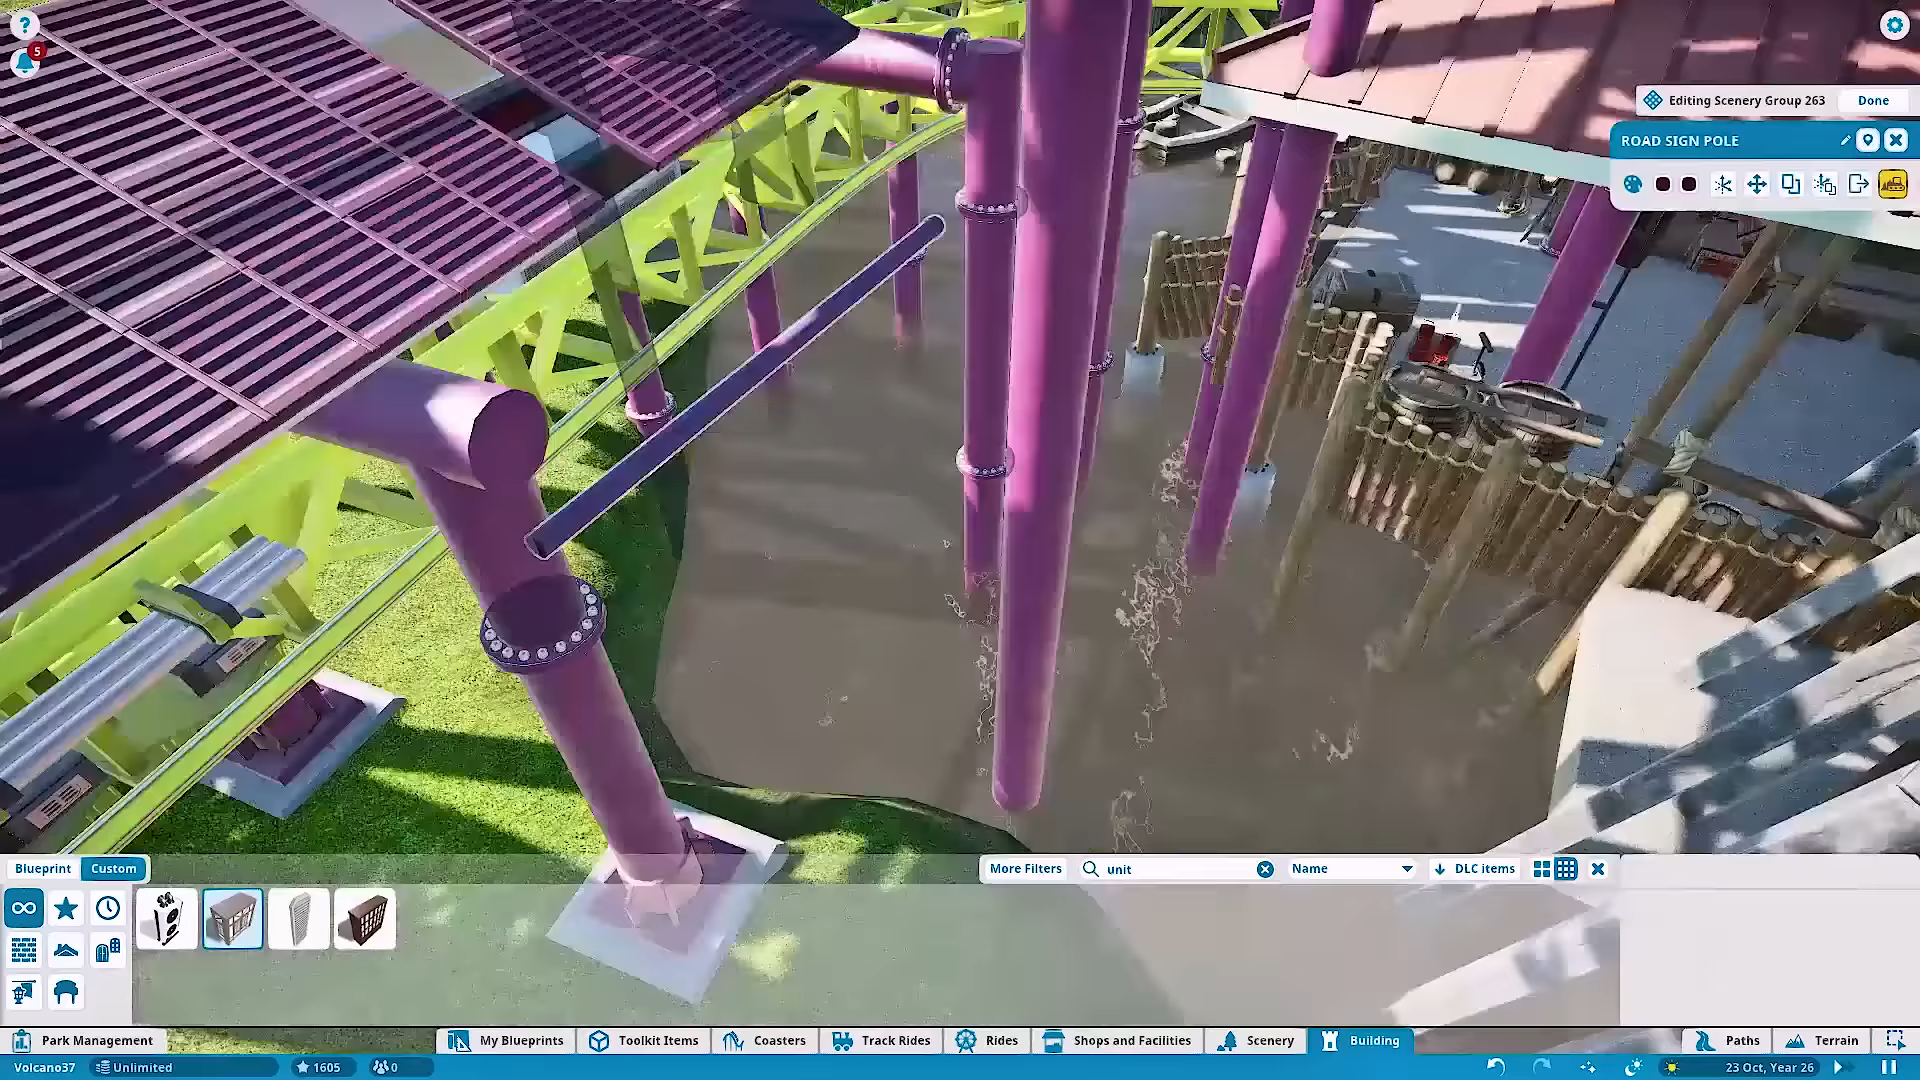 5
Editing Scenery Group 263
Done
ROAD SIGN POLE
Blueprint
Custom
More Filters
unit
Name
DLC items
Park Management
My Blueprints
Toolkit Items
Coasters
Track Rides
Rides
Shops and Facilities
Scenery
Building
Paths
Terrain
Volcano37
Unlimited
1605
0
23 Oct, Year 26